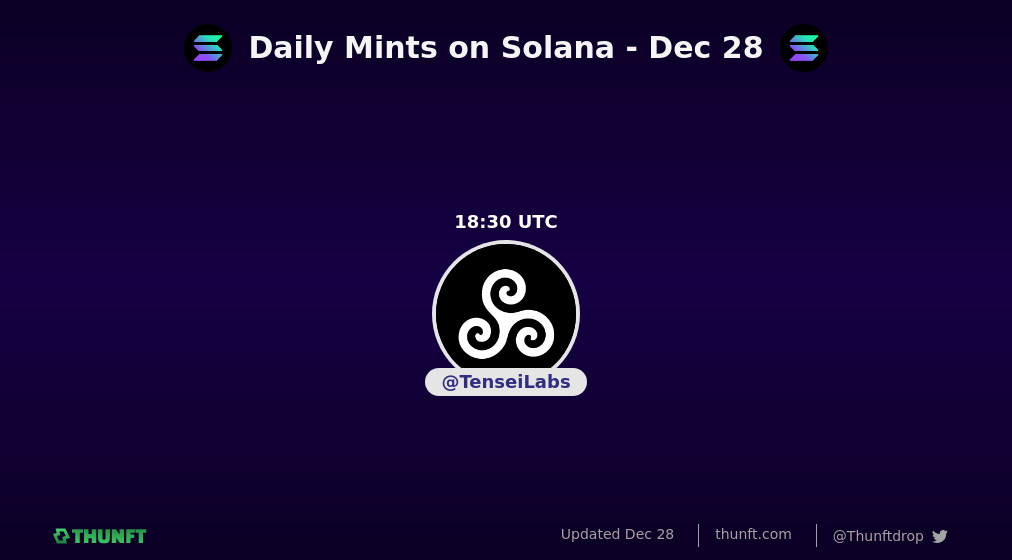 Daily Mints on Solana - Dec 28
18:30 UTC
@TenseiLabs
THUNFT
Updated Dec 28
thunft.com
@Thunftdrop